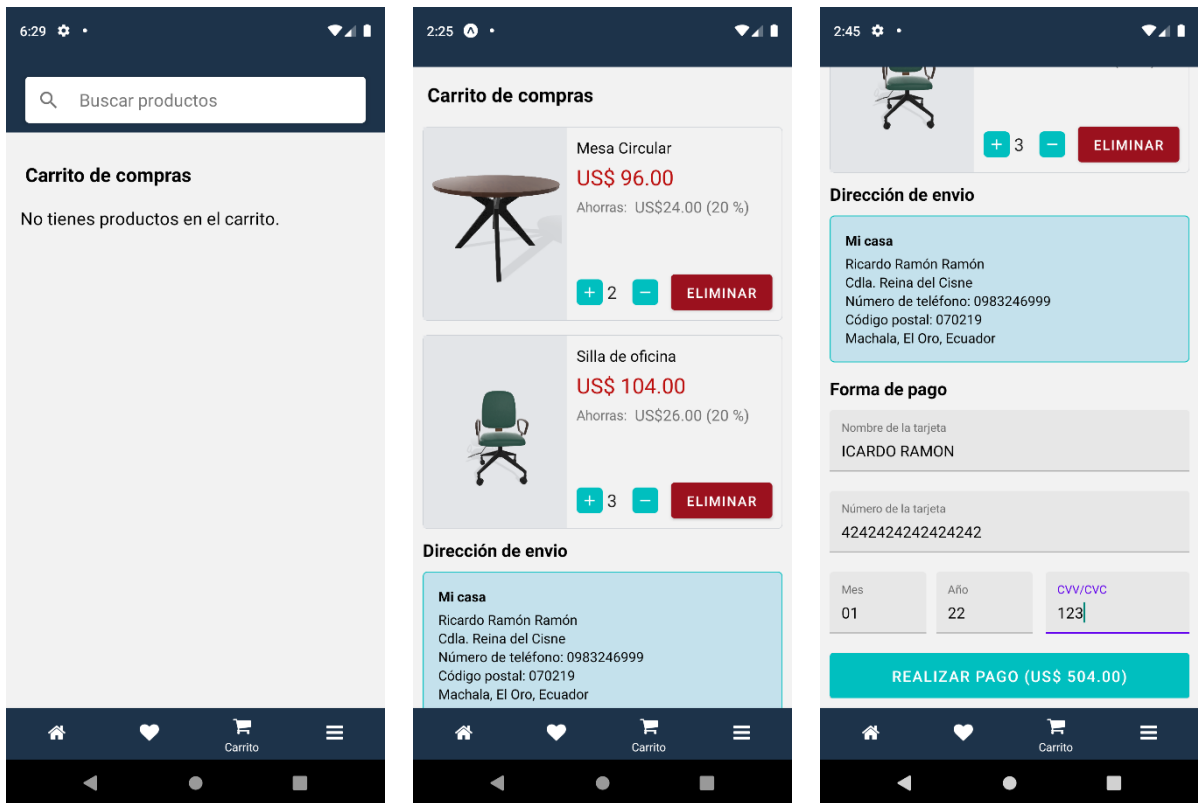 6:29
Buscar productos
Carrito de compras
No tienes productos en el carrito.
Carrito
2:25
Carrito de compras
Mesa Circular
US$ 96.00
Ahorras: US$24.00 (20 %)
+ 2 − ELIMINAR
Silla de oficina
US$ 104.00
Ahorras: US$26.00 (20 %)
+ 3 − ELIMINAR
Dirección de envio
Mi casa
Ricardo Ramón Ramón
Cdla. Reina del Cisne
Número de teléfono: 0983246999
Código postal: 070219
Machala, El Oro, Ecuador
Carrito
2:45
+ 3 − ELIMINAR
Dirección de envio
Mi casa
Ricardo Ramón Ramón
Cdla. Reina del Cisne
Número de teléfono: 0983246999
Código postal: 070219
Machala, El Oro, Ecuador
Forma de pago
Nombre de la tarjeta
ICARDO RAMON
Número de la tarjeta
4242424242424242
Mes Año CVV/CVC
01 22 123
REALIZAR PAGO (US$ 504.00)
Carrito